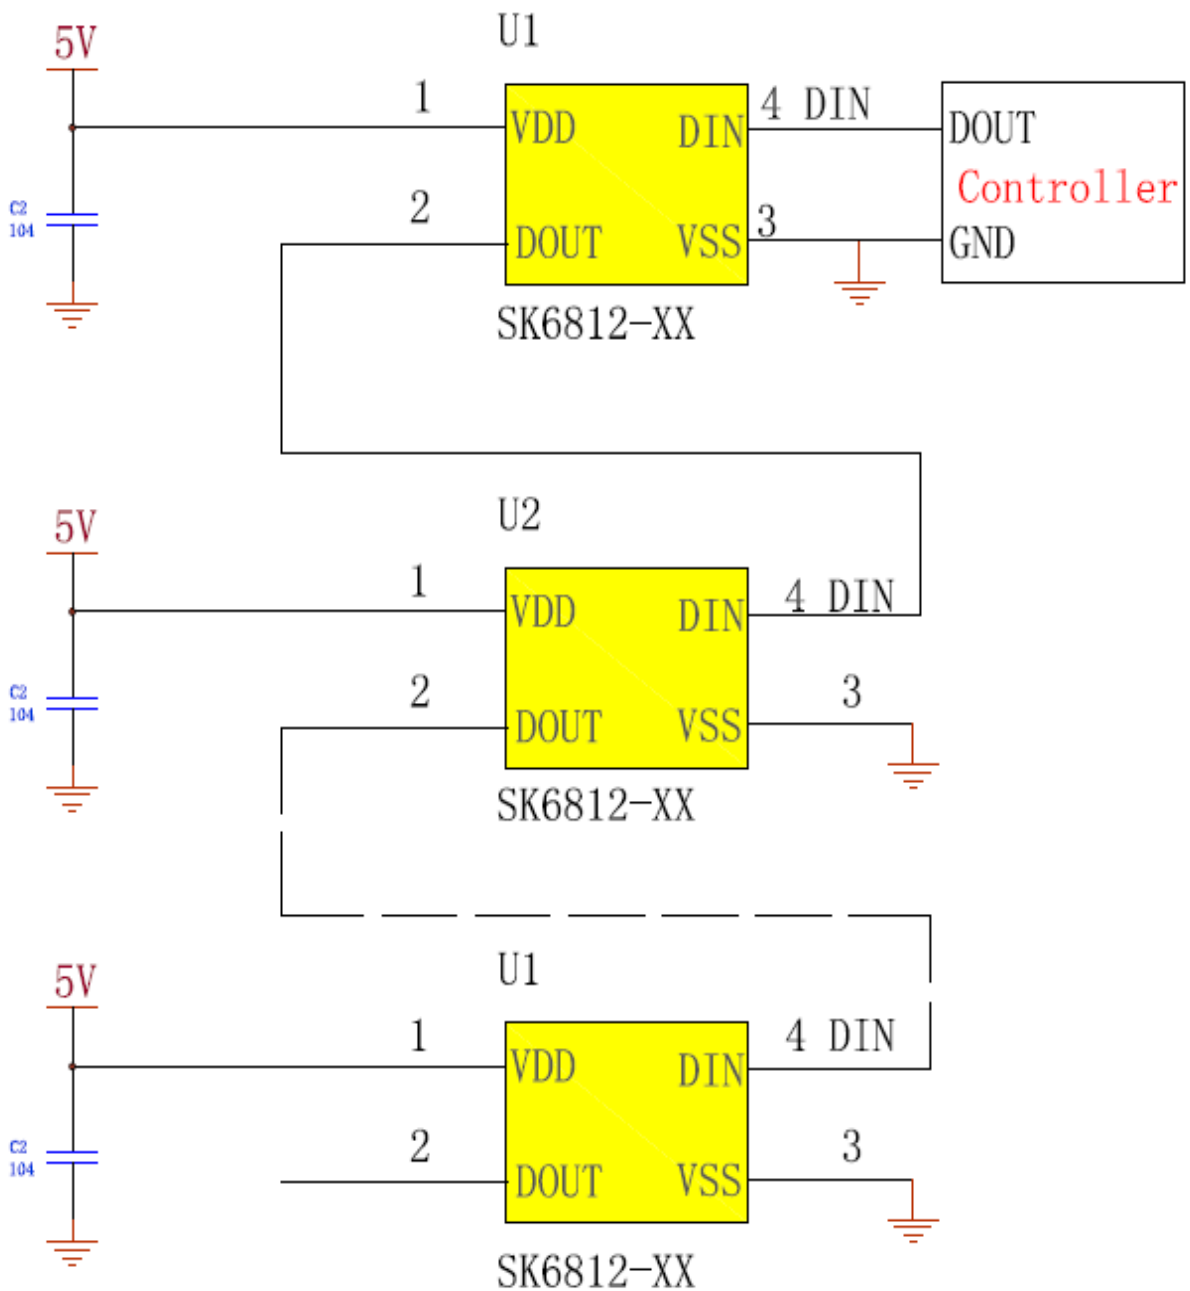 U1
5V
1
4 DIN
VDD
DIN
DOUT
Controller
C2
104
2
3
DOUT
VSS
GND
SK6812-XX
U2
5V
1
4 DIN
VDD
DIN
C2
104
2
3
DOUT
VSS
SK6812-XX
U1
5V
1
4 DIN
VDD
DIN
C2
104
2
3
DOUT
VSS
SK6812-XX